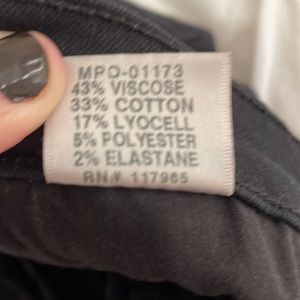 MPO-01173
43% VISCOSE
33% COTTON
17% LYOCELL
5% POLYESTER
2% ELASTANE
RN# 117965